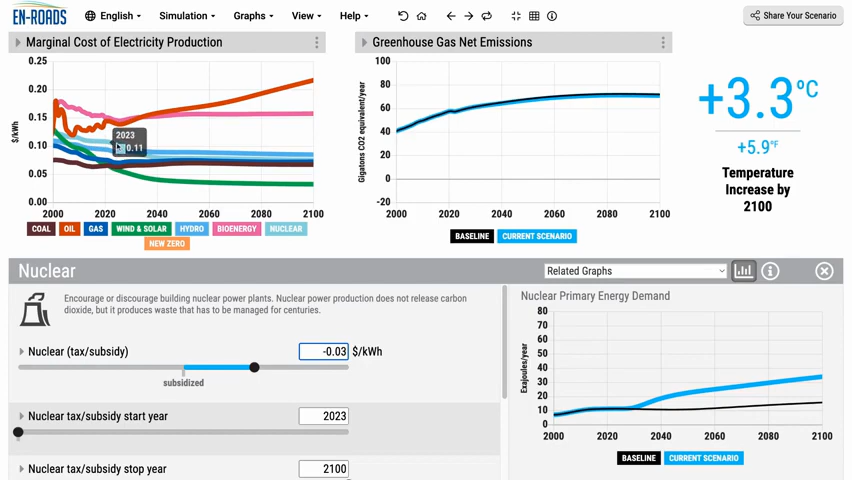 EN-ROADS
English
Simulation
Graphs
View
Help
Share Your Scenario
Marginal Cost of Electricity Production
0.25
0.20
0.15
0.10
0.05
0.00
$/kWh
2000 2020 2040 2060 2080 2100
2023
0.11
COAL OIL GAS WIND & SOLAR HYDRO BIOENERGY NUCLEAR
NEW ZERO
Greenhouse Gas Net Emissions
100
80
60
40
20
0
-20
Gigatons CO2 equivalent/year
2000 2020 2040 2060 2080 2100
BASELINE CURRENT SCENARIO
+3.3°C
+5.9°F
Temperature
Increase by
2100
Nuclear
Related Graphs
Encourage or discourage building nuclear power plants. Nuclear power production does not release carbon
dioxide, but it produces waste that has to be managed for centuries.
Nuclear (tax/subsidy) -0.03 $/kWh
subsidized
Nuclear tax/subsidy start year 2023
Nuclear tax/subsidy stop year 2100
Nuclear Primary Energy Demand
80
70
60
50
40
30
20
10
0
Exajoules/year
2000 2020 2040 2060 2080 2100
BASELINE CURRENT SCENARIO